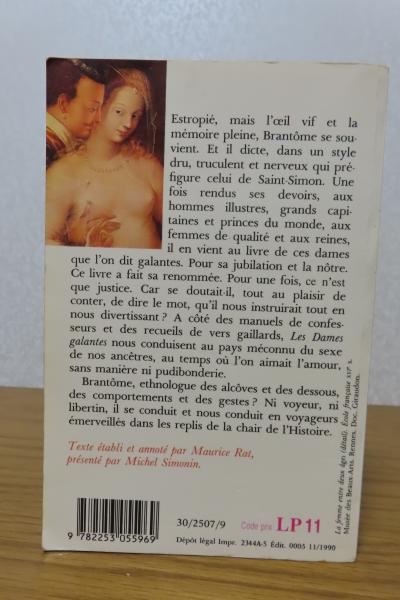 Estropié, mais l'œil vif et la
mémoire pleine, Brantôme se sou-
vient. Et il dicte, dans un style
dru, truculent et nerveux qui pré-
figure celui de Saint-Simon. Une
fois rendus ses devoirs, aux
hommes illustres, grands capi-
taines et princes du monde, aux
femmes de qualité et aux reines,
il en vient au livre de ces dames
que l'on dit galantes. Pour sa jubilation et la nôtre.
Ce livre a fait sa renommée. Pour une fois, ce n'est
que justice. Car se doutait-il, tout au plaisir de
conter, de dire le mot, qu'il nous instruirait tout en
nous divertissant ? A côté des manuels de confes-
seurs et des recueils de vers gaillards, Les Dames
galantes nous conduisent au pays méconnu du sexe
de nos ancêtres, au temps où l'on aimait l'amour,
sans manière ni pudibonderie.
Brantôme, ethnologue des alcôves et des dessous,
des comportements et des gestes ? Ni voyeur, ni
libertin, il se conduit et nous conduit en voyageurs
émerveillés dans les replis de la chair de l'Histoire.
Texte établi et annoté par Maurice Rat,
présenté par Michel Simonin.
La femme entre deux âges (détail). École française XVIe s.
Musée des Beaux-Arts. Rennes. Doc. Giraudon.
9 782253 055969
30/2507/9
Code prix LP 11
Dépôt légal Impr. 2344A-5 Édit. 0005 11/1990